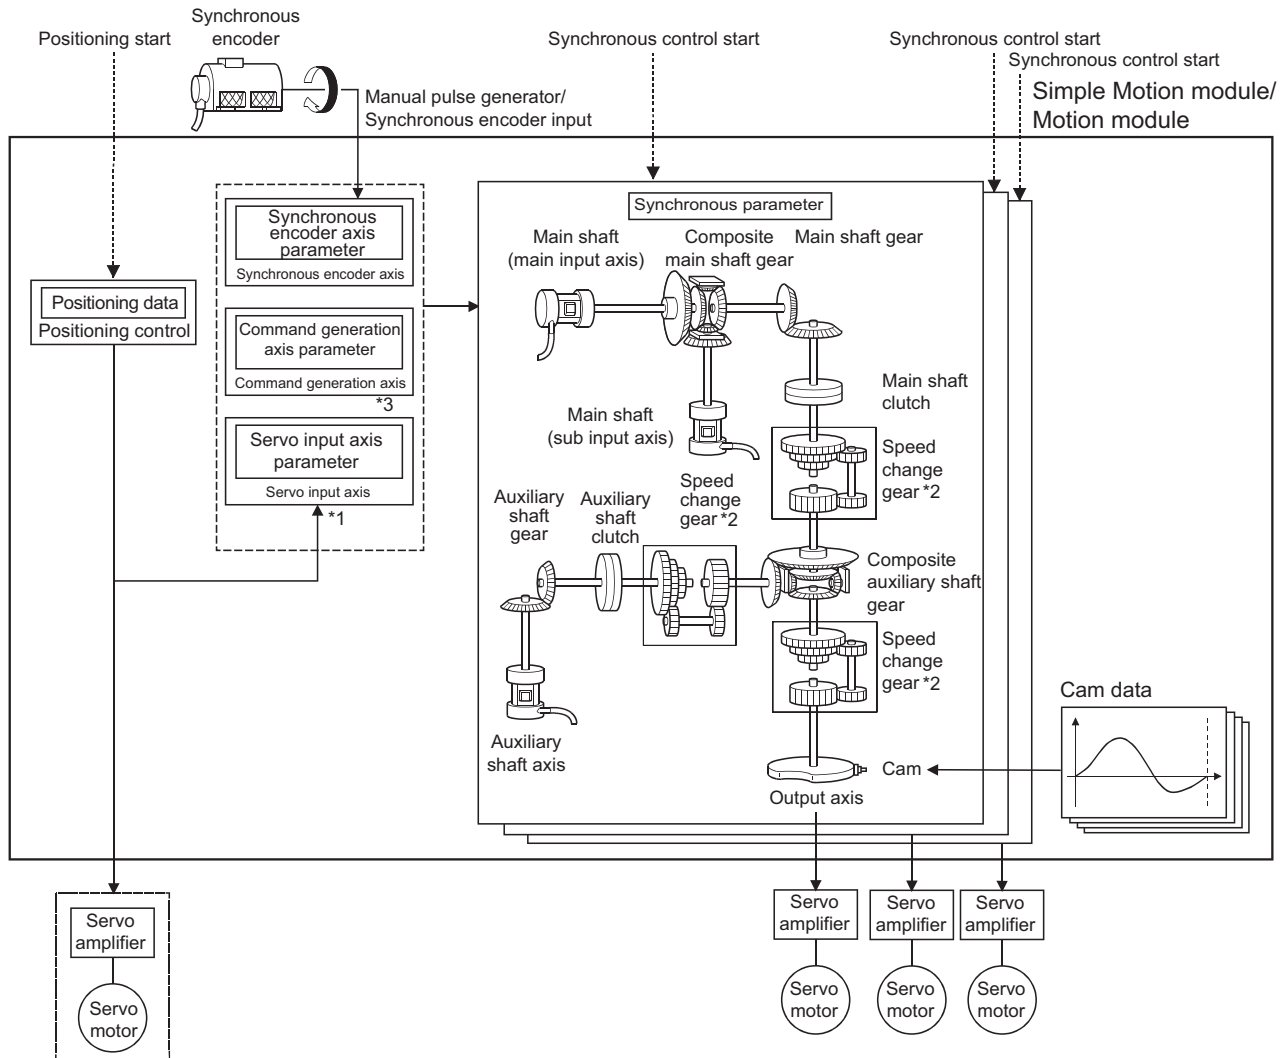 Positioning start
Synchronous
encoder
Synchronous control start
Synchronous control start
Synchronous control start
Manual pulse generator/
Synchronous encoder input
Simple Motion module/
Motion module
Synchronous
encoder axis
parameter
Synchronous encoder axis
Positioning data
Positioning control
Command generation
axis parameter
Command generation axis
*3
Servo input axis
parameter
Servo input axis
*1
Synchronous parameter
Main shaft
(main input axis)
Composite
main shaft gear
Main shaft gear
Main shaft
clutch
Main shaft
(sub input axis)
Speed
change
gear *2
Speed
change
gear *2
Auxiliary
shaft
gear
Auxiliary
shaft
clutch
Composite
auxiliary shaft
gear
Speed
change
gear *2
Auxiliary
shaft axis
Cam
Output axis
Cam data
Servo
amplifier
Servo
motor
Servo
amplifier
Servo
amplifier
Servo
amplifier
Servo
motor
Servo
motor
Servo
motor